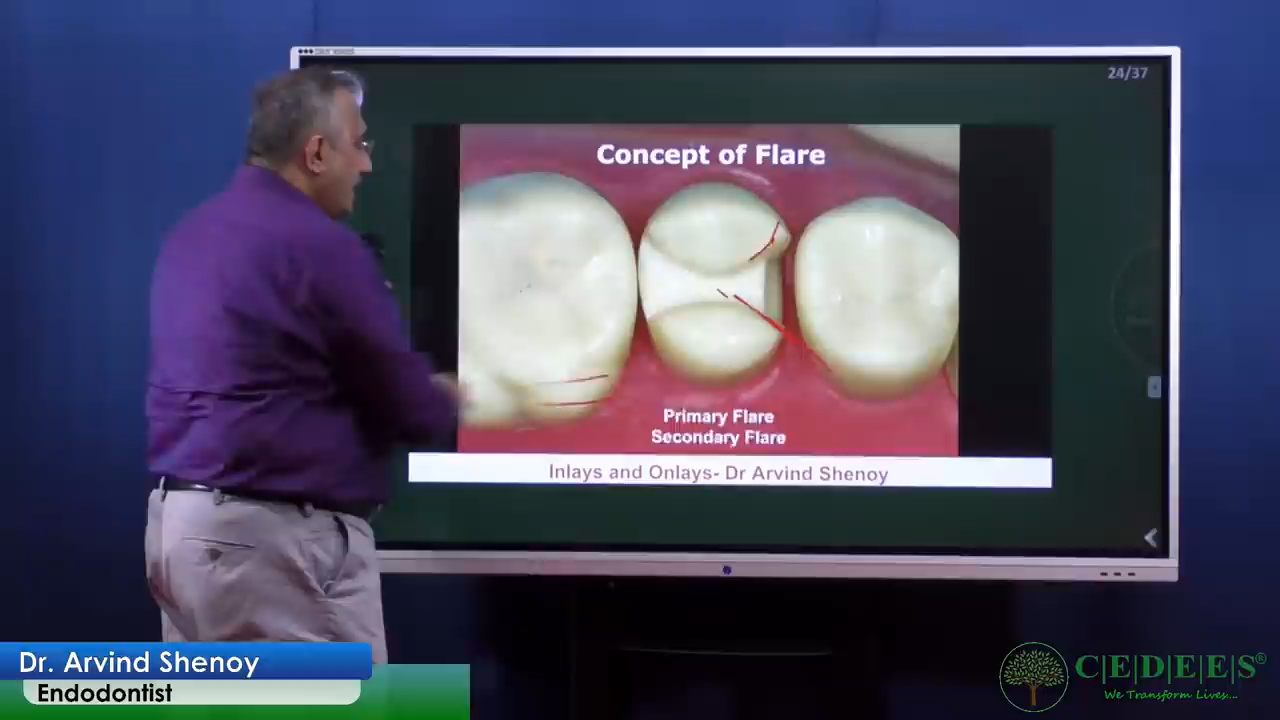 24/37
Concept of Flare
Primary Flare
Secondary Flare
Inlays and Onlays- Dr Arvind Shenoy
Dr. Arvind Shenoy
Endodontist
C|E|D|E|E|S®
We Transform Lives...